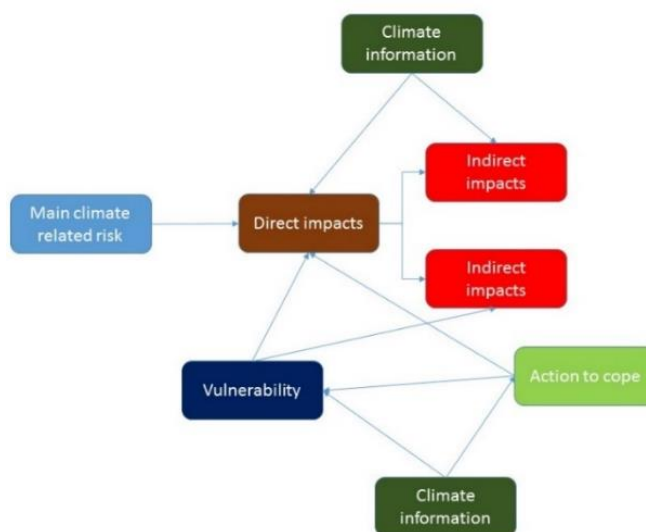 Climate
information
Indirect
impacts
Main climate
related risk
Direct impacts
Indirect
impacts
Vulnerability
Action to cope
Climate
information